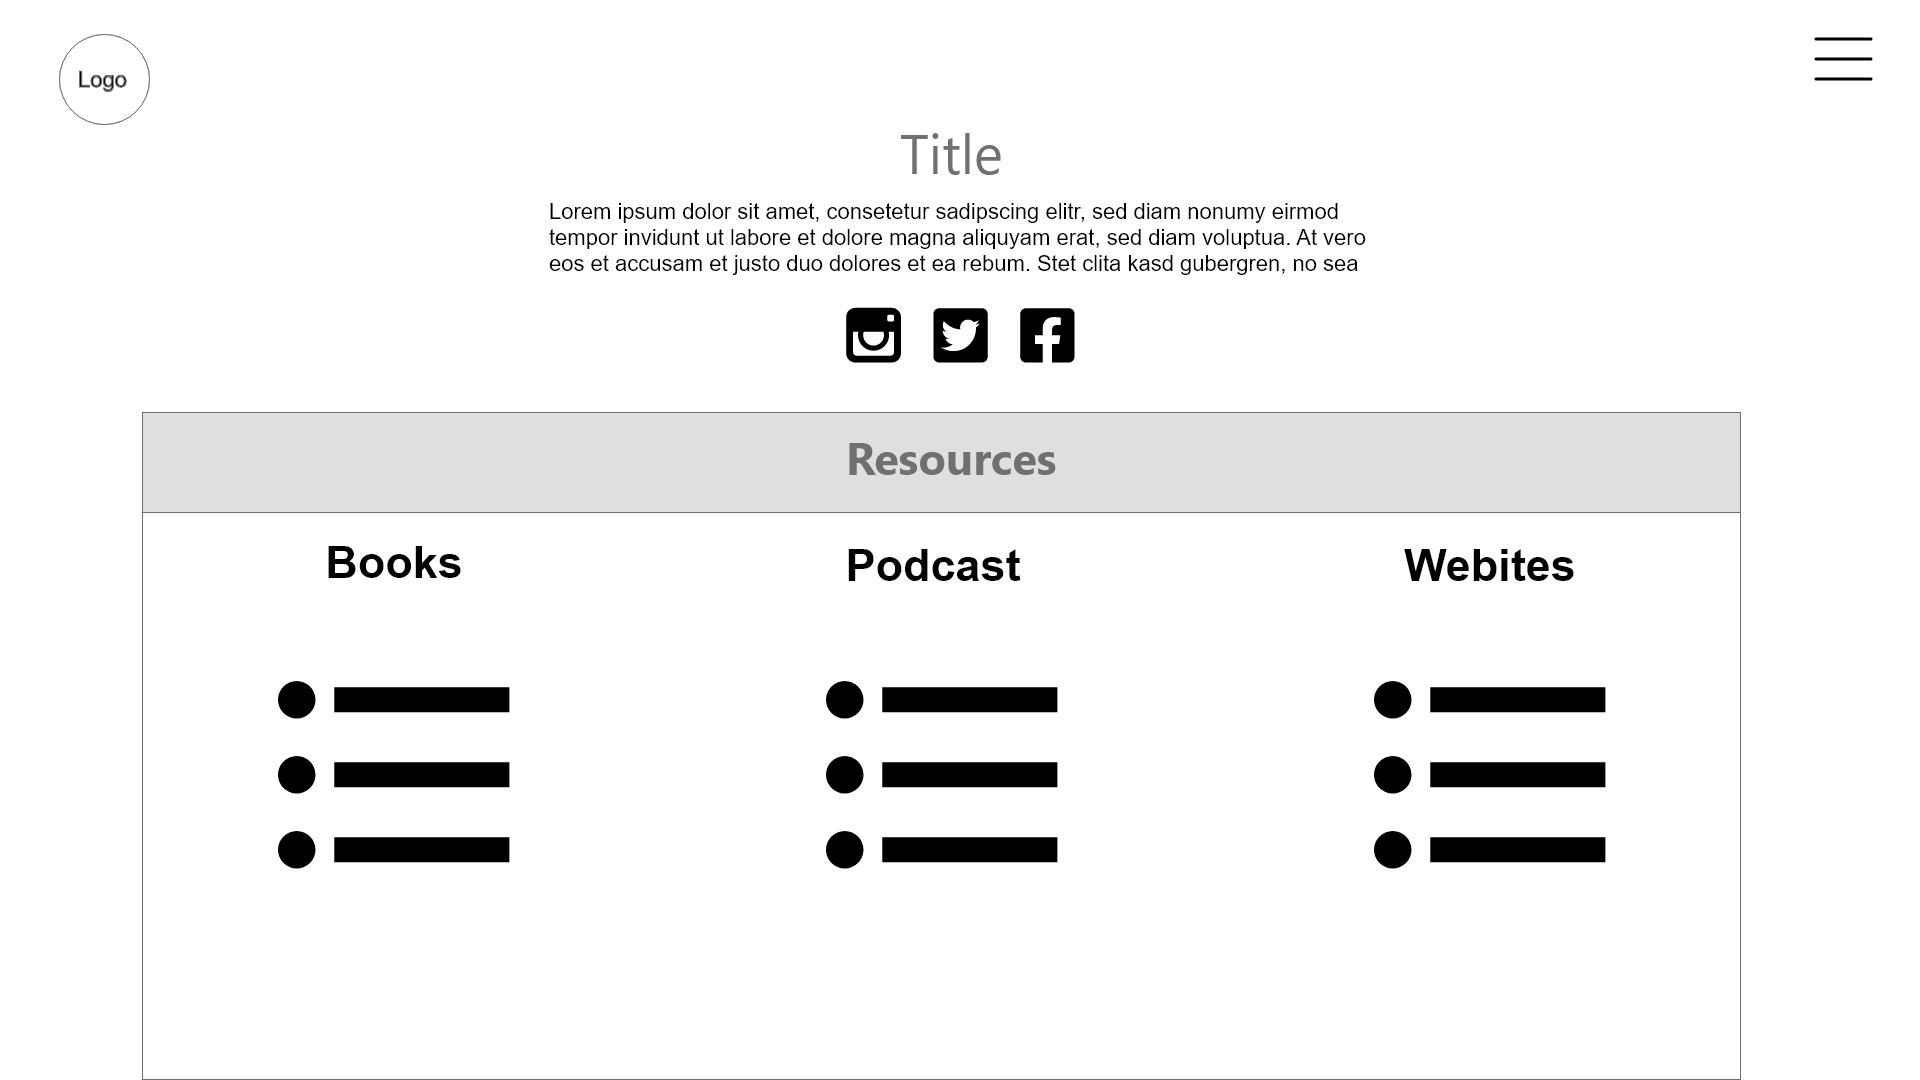 Logo
Title
Lorem ipsum dolor sit amet, consetetur sadipscing elitr, sed diam nonumy eirmod
tempor invidunt ut labore et dolore magna aliquyam erat, sed diam voluptua. At vero
eos et accusam et justo duo dolores et ea rebum. Stet clita kasd gubergren, no sea
Resources
Books
Podcast
Webites